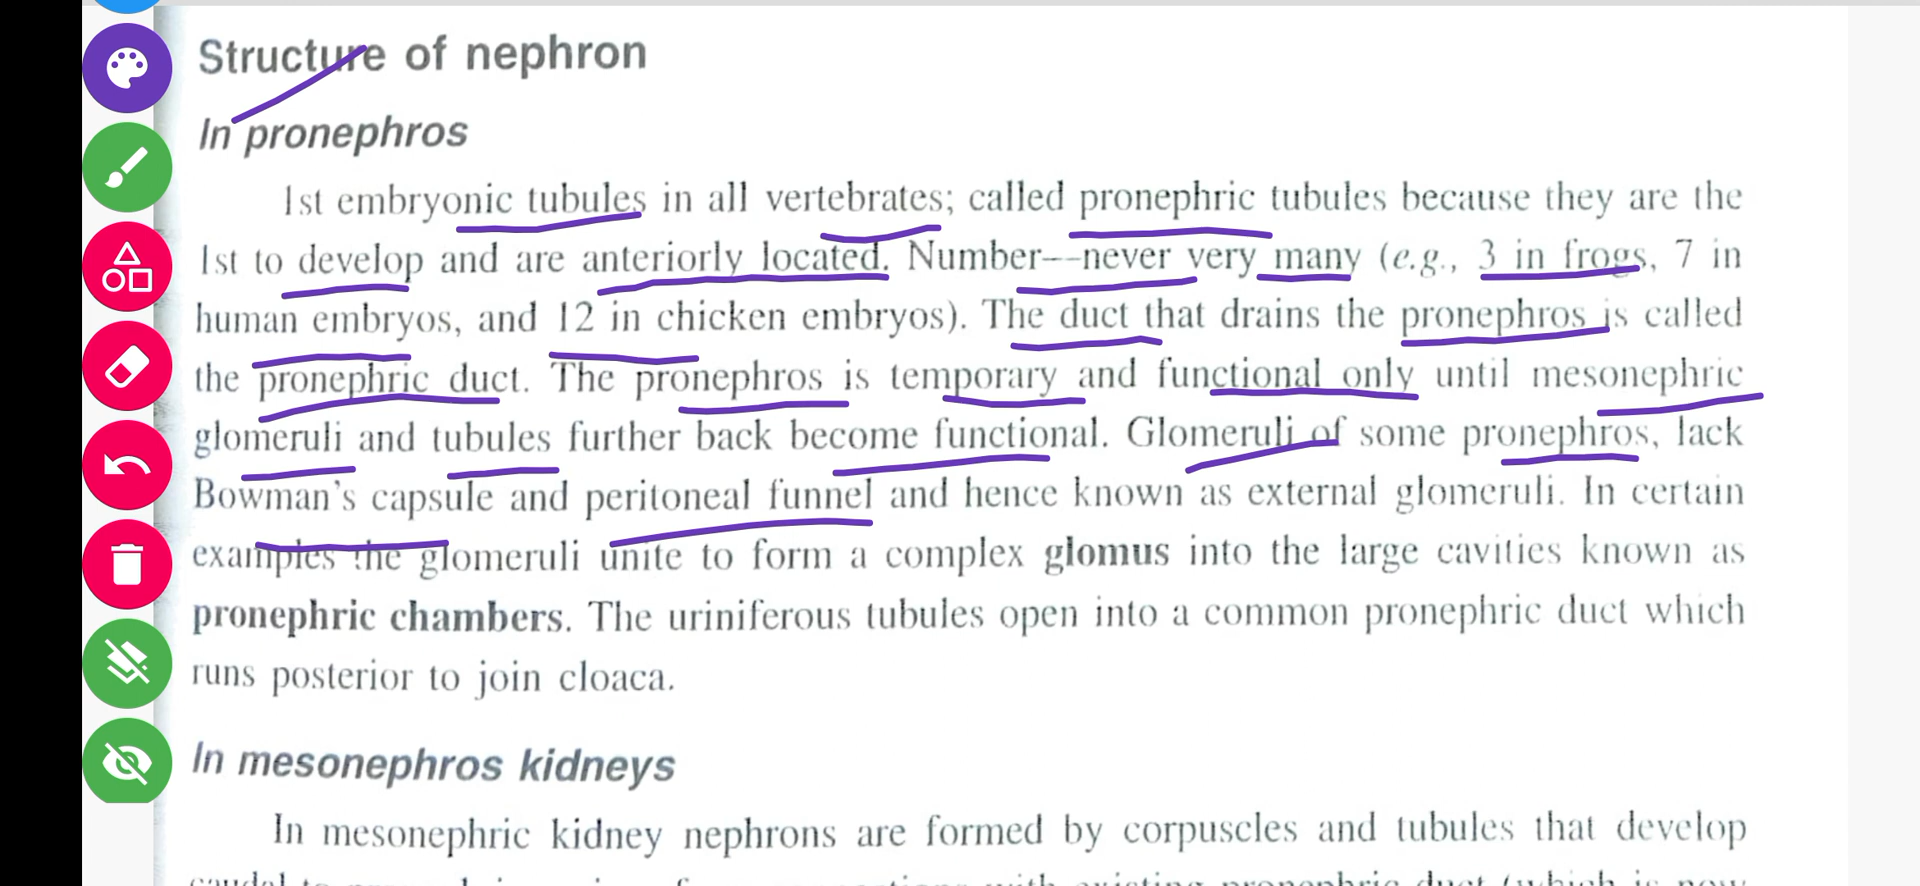 Structure of nephron
In pronephros
1st embryonic tubules in all vertebrates; called pronephric tubules because they are the
1st to develop and are anteriorly located. Number—never very many (e.g., 3 in frogs, 7 in
human embryos, and 12 in chicken embryos). The duct that drains the pronephros is called
the pronephric duct. The pronephros is temporary and functional only until mesonephric
glomeruli and tubules further back become functional. Glomeruli of some pronephros, lack
Bowman's capsule and peritoneal funnel and hence known as external glomeruli. In certain
examples the glomeruli unite to form a complex glomus into the large cavities known as
pronephric chambers. The uriniferous tubules open into a common pronephric duct which
runs posterior to join cloaca.
In mesonephros kidneys
In mesonephric kidney nephrons are formed by corpuscles and tubules that develop